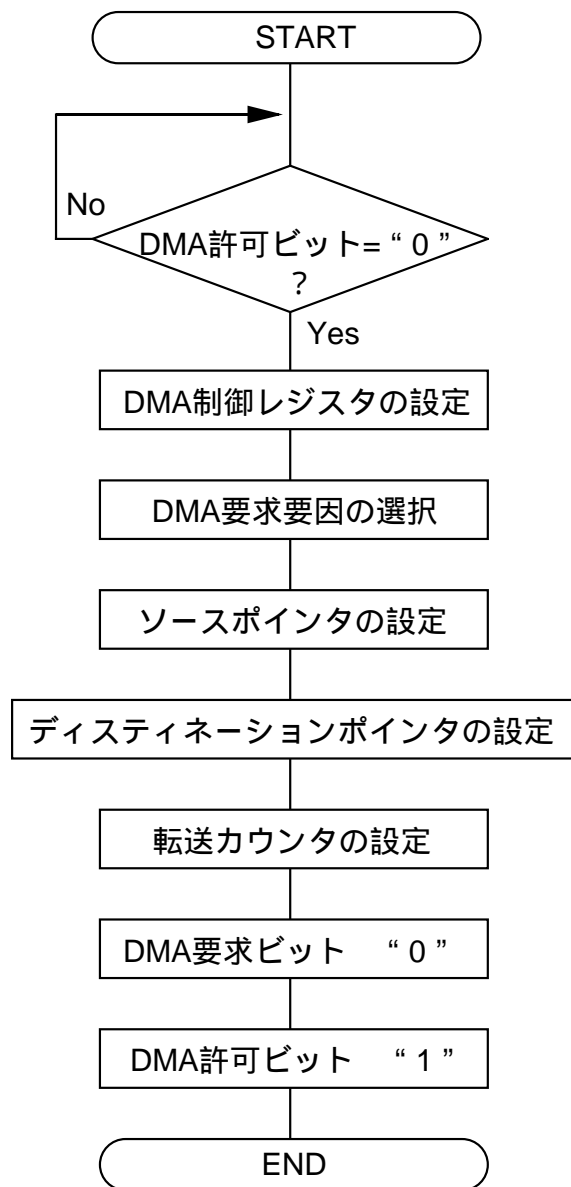 START
No
DMA許可ビット= “ 0 ”
?
Yes
DMA制御レジスタの設定
DMA要求要因の選択
ソースポインタの設定
ディスティネーションポインタの設定
転送カウンタの設定
DMA要求ビット “ 0 ”
DMA許可ビット “ 1 ”
END